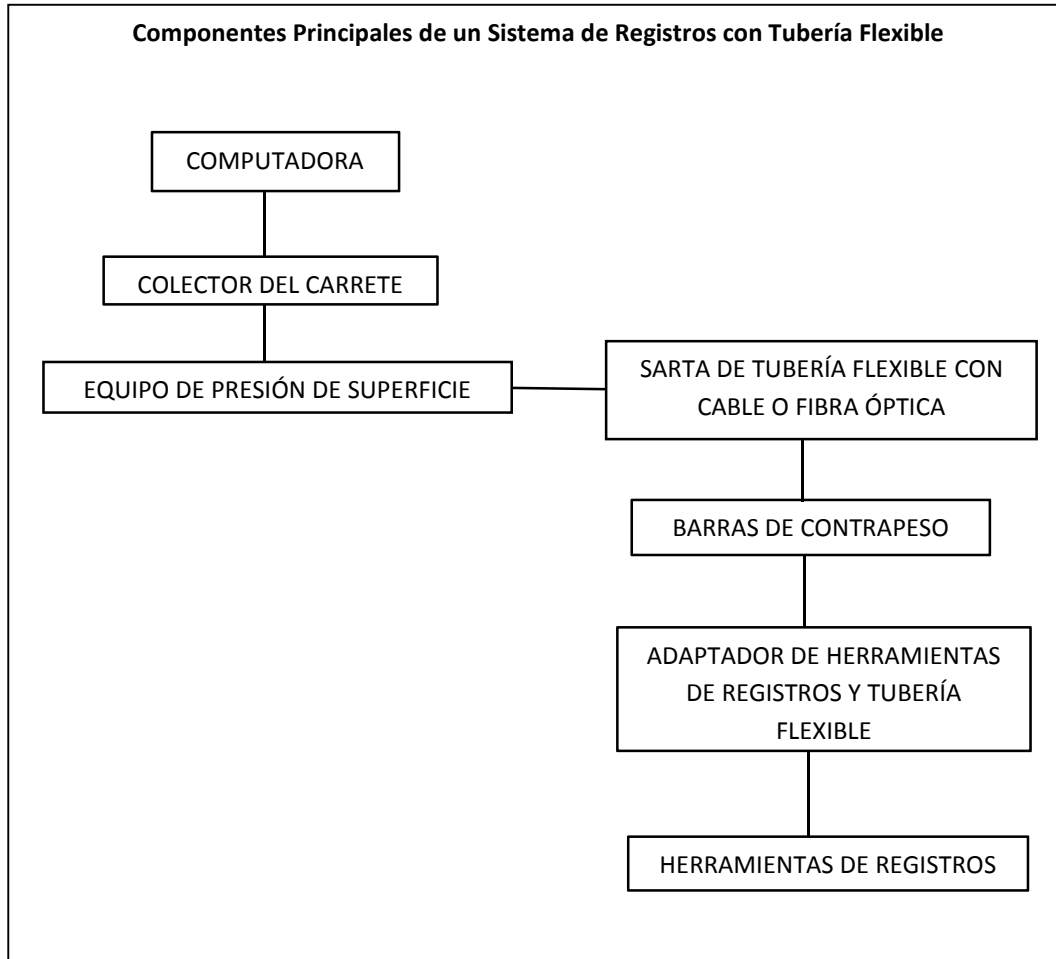 Componentes Principales de un Sistema de Registros con Tubería Flexible
COMPUTADORA
COLECTOR DEL CARRETE
EQUIPO DE PRESIÓN DE SUPERFICIE
SARTA DE TUBERÍA FLEXIBLE CON
CABLE O FIBRA ÓPTICA
BARRAS DE CONTRAPESO
ADAPTADOR DE HERRAMIENTAS
DE REGISTROS Y TUBERÍA
FLEXIBLE
HERRAMIENTAS DE REGISTROS